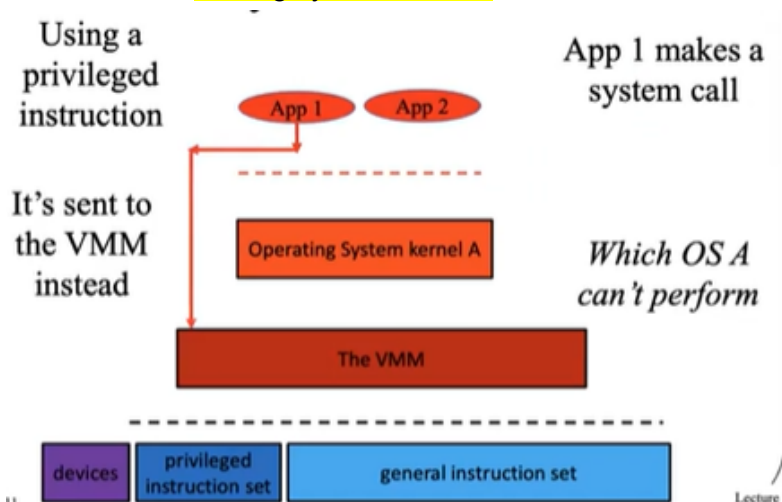 Using a
privileged
instruction
App 1 makes a
system call
App 1
App 2
It's sent to
the VMM
instead
Operating System kernel A
Which OS A
can't perform
The VMM
devices
privileged
instruction set
general instruction set
Lecture